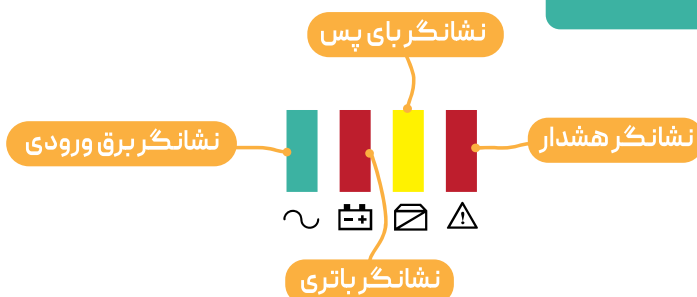 نشانگر بای پس
نشانگر هشدار
نشانگر برق ورودی
نشانگر باتری